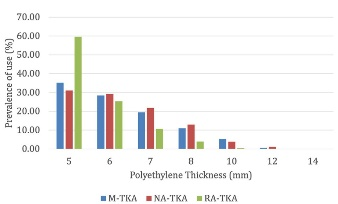 70.00
60.00
50.00
40.00
30.00
20.00
10.00
0.00
Prevalence of use (%)
5 6 7 8 10 12 14
Polyethylene Thickness (mm)
M-TKA NA-TKA RA-TKA